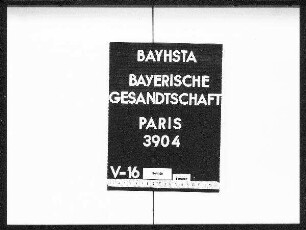 BAYHSTA
BAYERISCHE
GESANDTSCHAFT
PARIS
3904
V-16